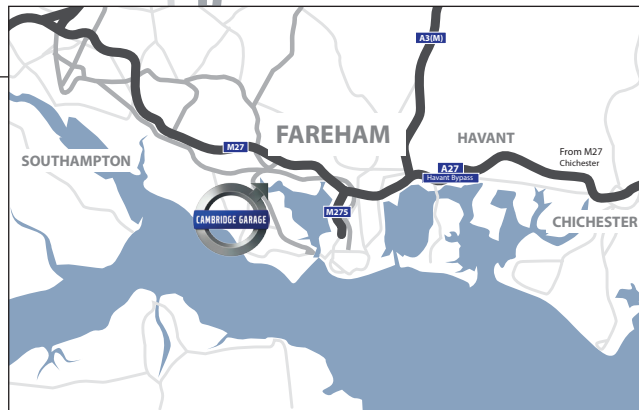 A3(M)
FAREHAM
HAVANT
M27
From M27
Chichester
SOUTHAMPTON
A27
Havant Bypass
M275
CAMBRIDGE GARAGE
CHICHESTER